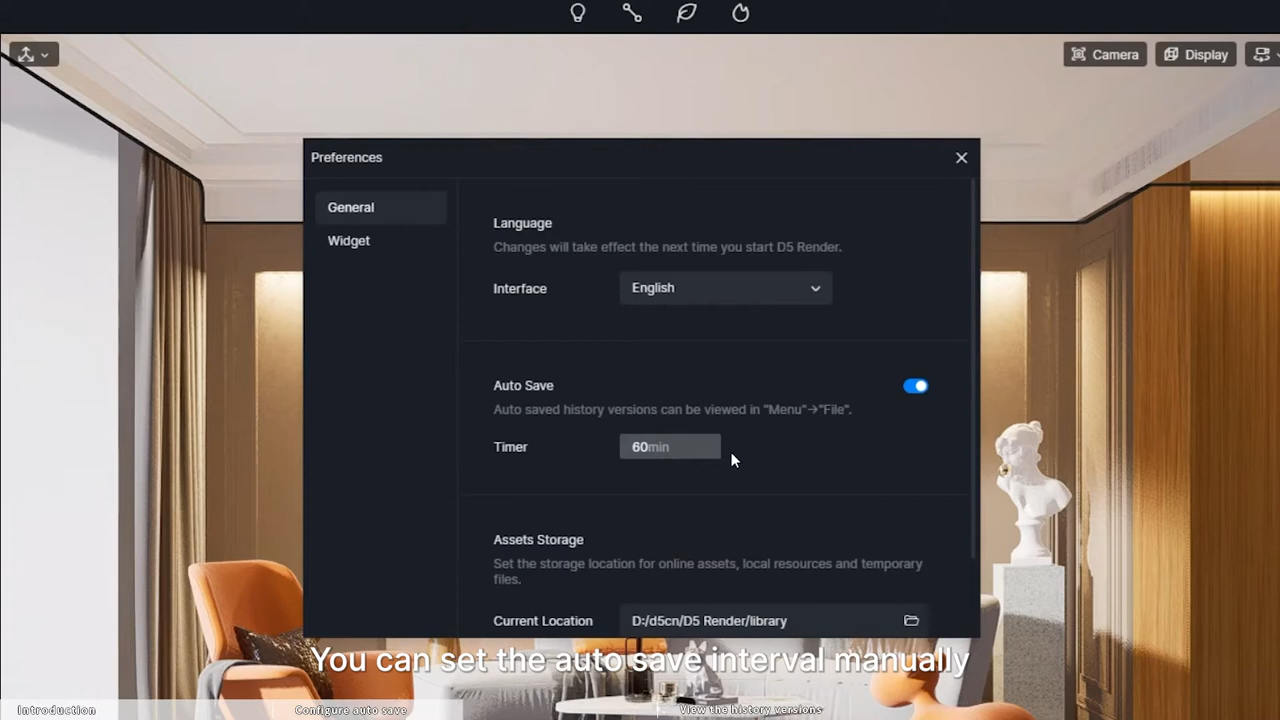 Camera
Display
Preferences
General
Widget
Language
Changes will take effect the next time you start D5 Render.
Interface
English
Auto Save
Auto saved history versions can be viewed in "Menu"→"File".
Timer
60min
Assets Storage
Set the storage location for online assets, local resources and temporary
files.
Current Location
D:/d5cn/D5 Render/library
You can set the auto save interval manually
Introduction
Configure auto save
View the history versions